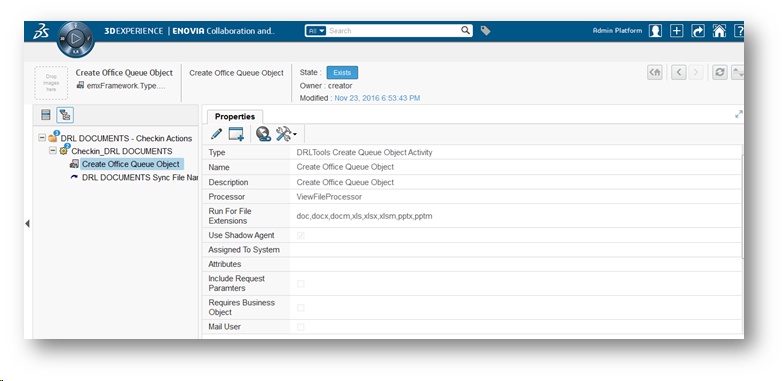 3DEXPERIENCE | ENOVIA Collaboration and..
All
Search
Admin Platform
Drop
images
here
Create Office Queue Object
emxFramework.Type....
Create Office Queue Object
State :
Exists
Owner : creator
Modified : Nov 23, 2016 6:53:43 PM
DRL DOCUMENTS - Checkin Actions
Checkin_DRL DOCUMENTS
Create Office Queue Object
DRL DOCUMENTS Sync File Nar
Properties
Type DRLTools Create Queue Object Activity
Name Create Office Queue Object
Description Create Office Queue Object
Processor ViewFileProcessor
Run For File
Extensions doc,docx,docm,xls,xlsx,xlsm,pptx,pptm
Use Shadow Agent
Assigned To System
Attributes
Include Request
Paramters
Requires Business
Object
Mail User